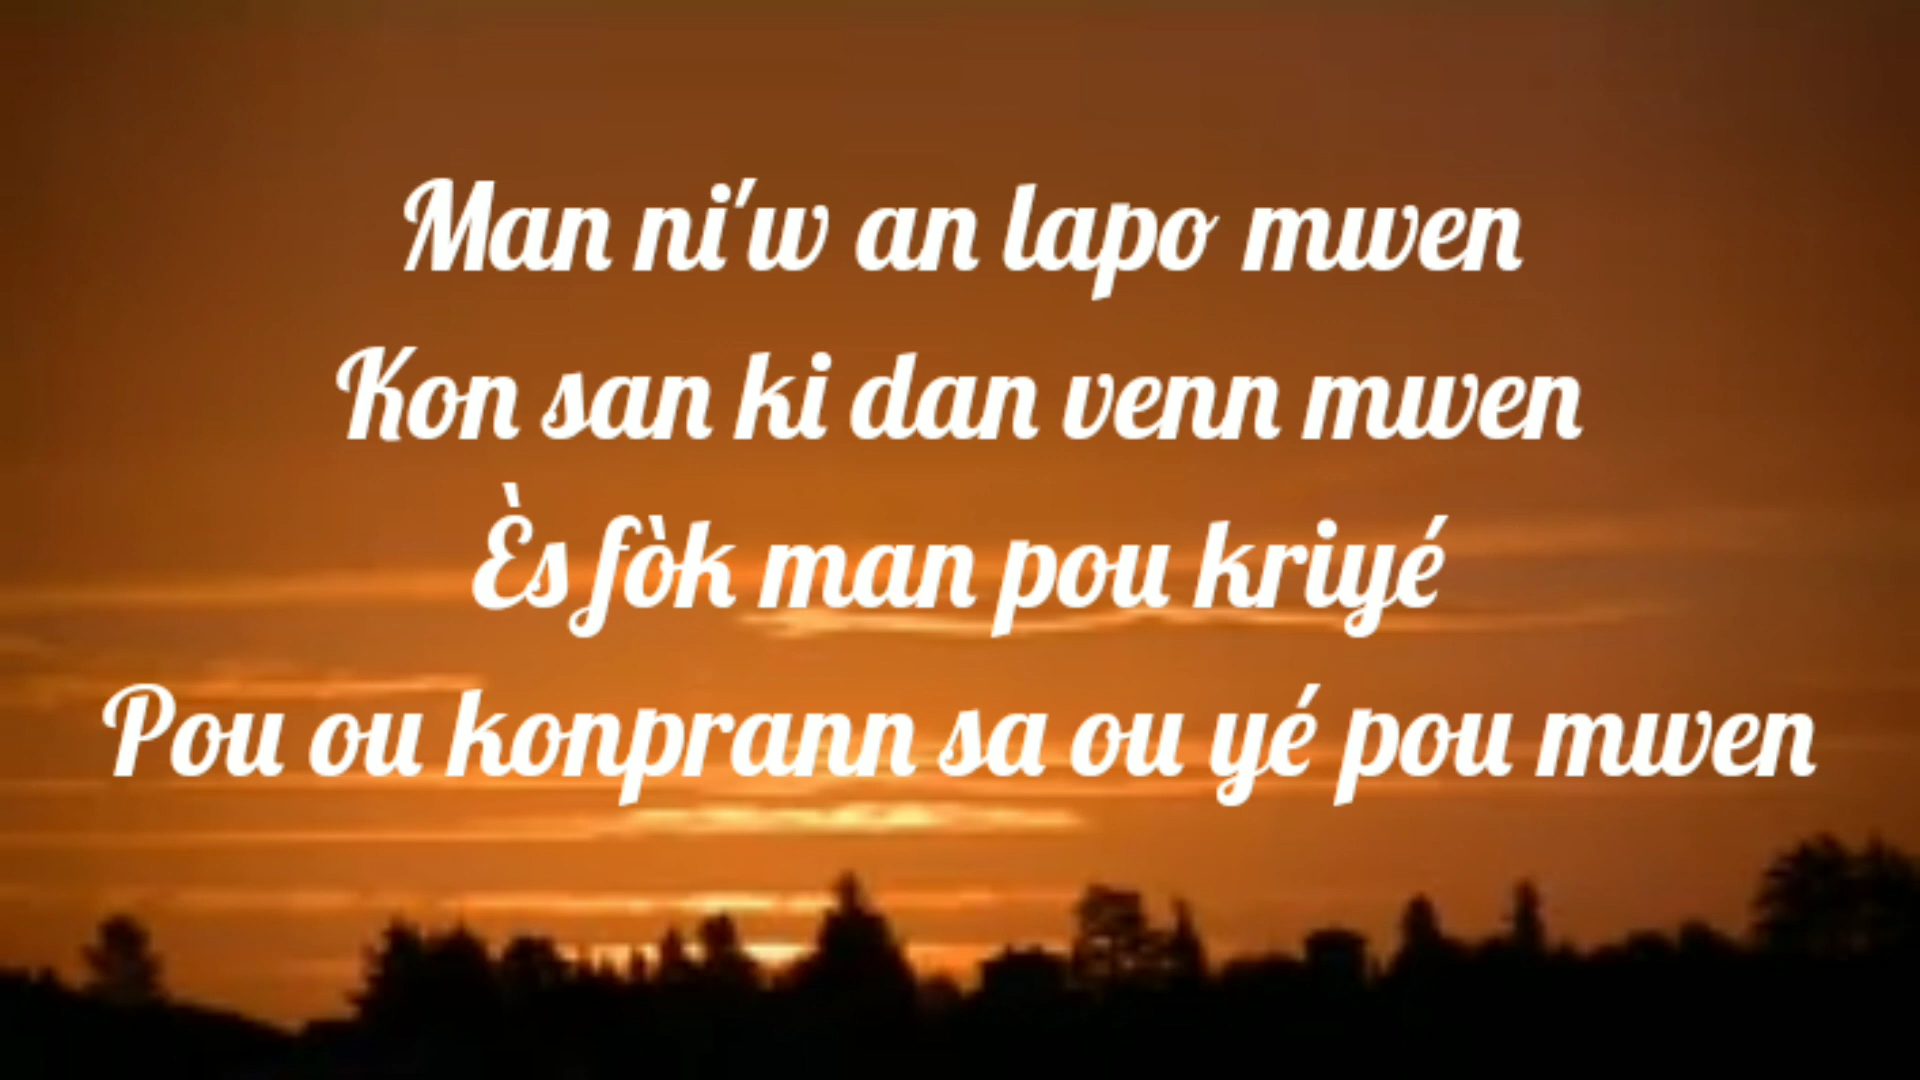 Man ni'w an lapo mwen
Kon san ki dan venn mwen
Ès fòk man pou kriyé
Pou ou konprann sa ou yé pou mwen